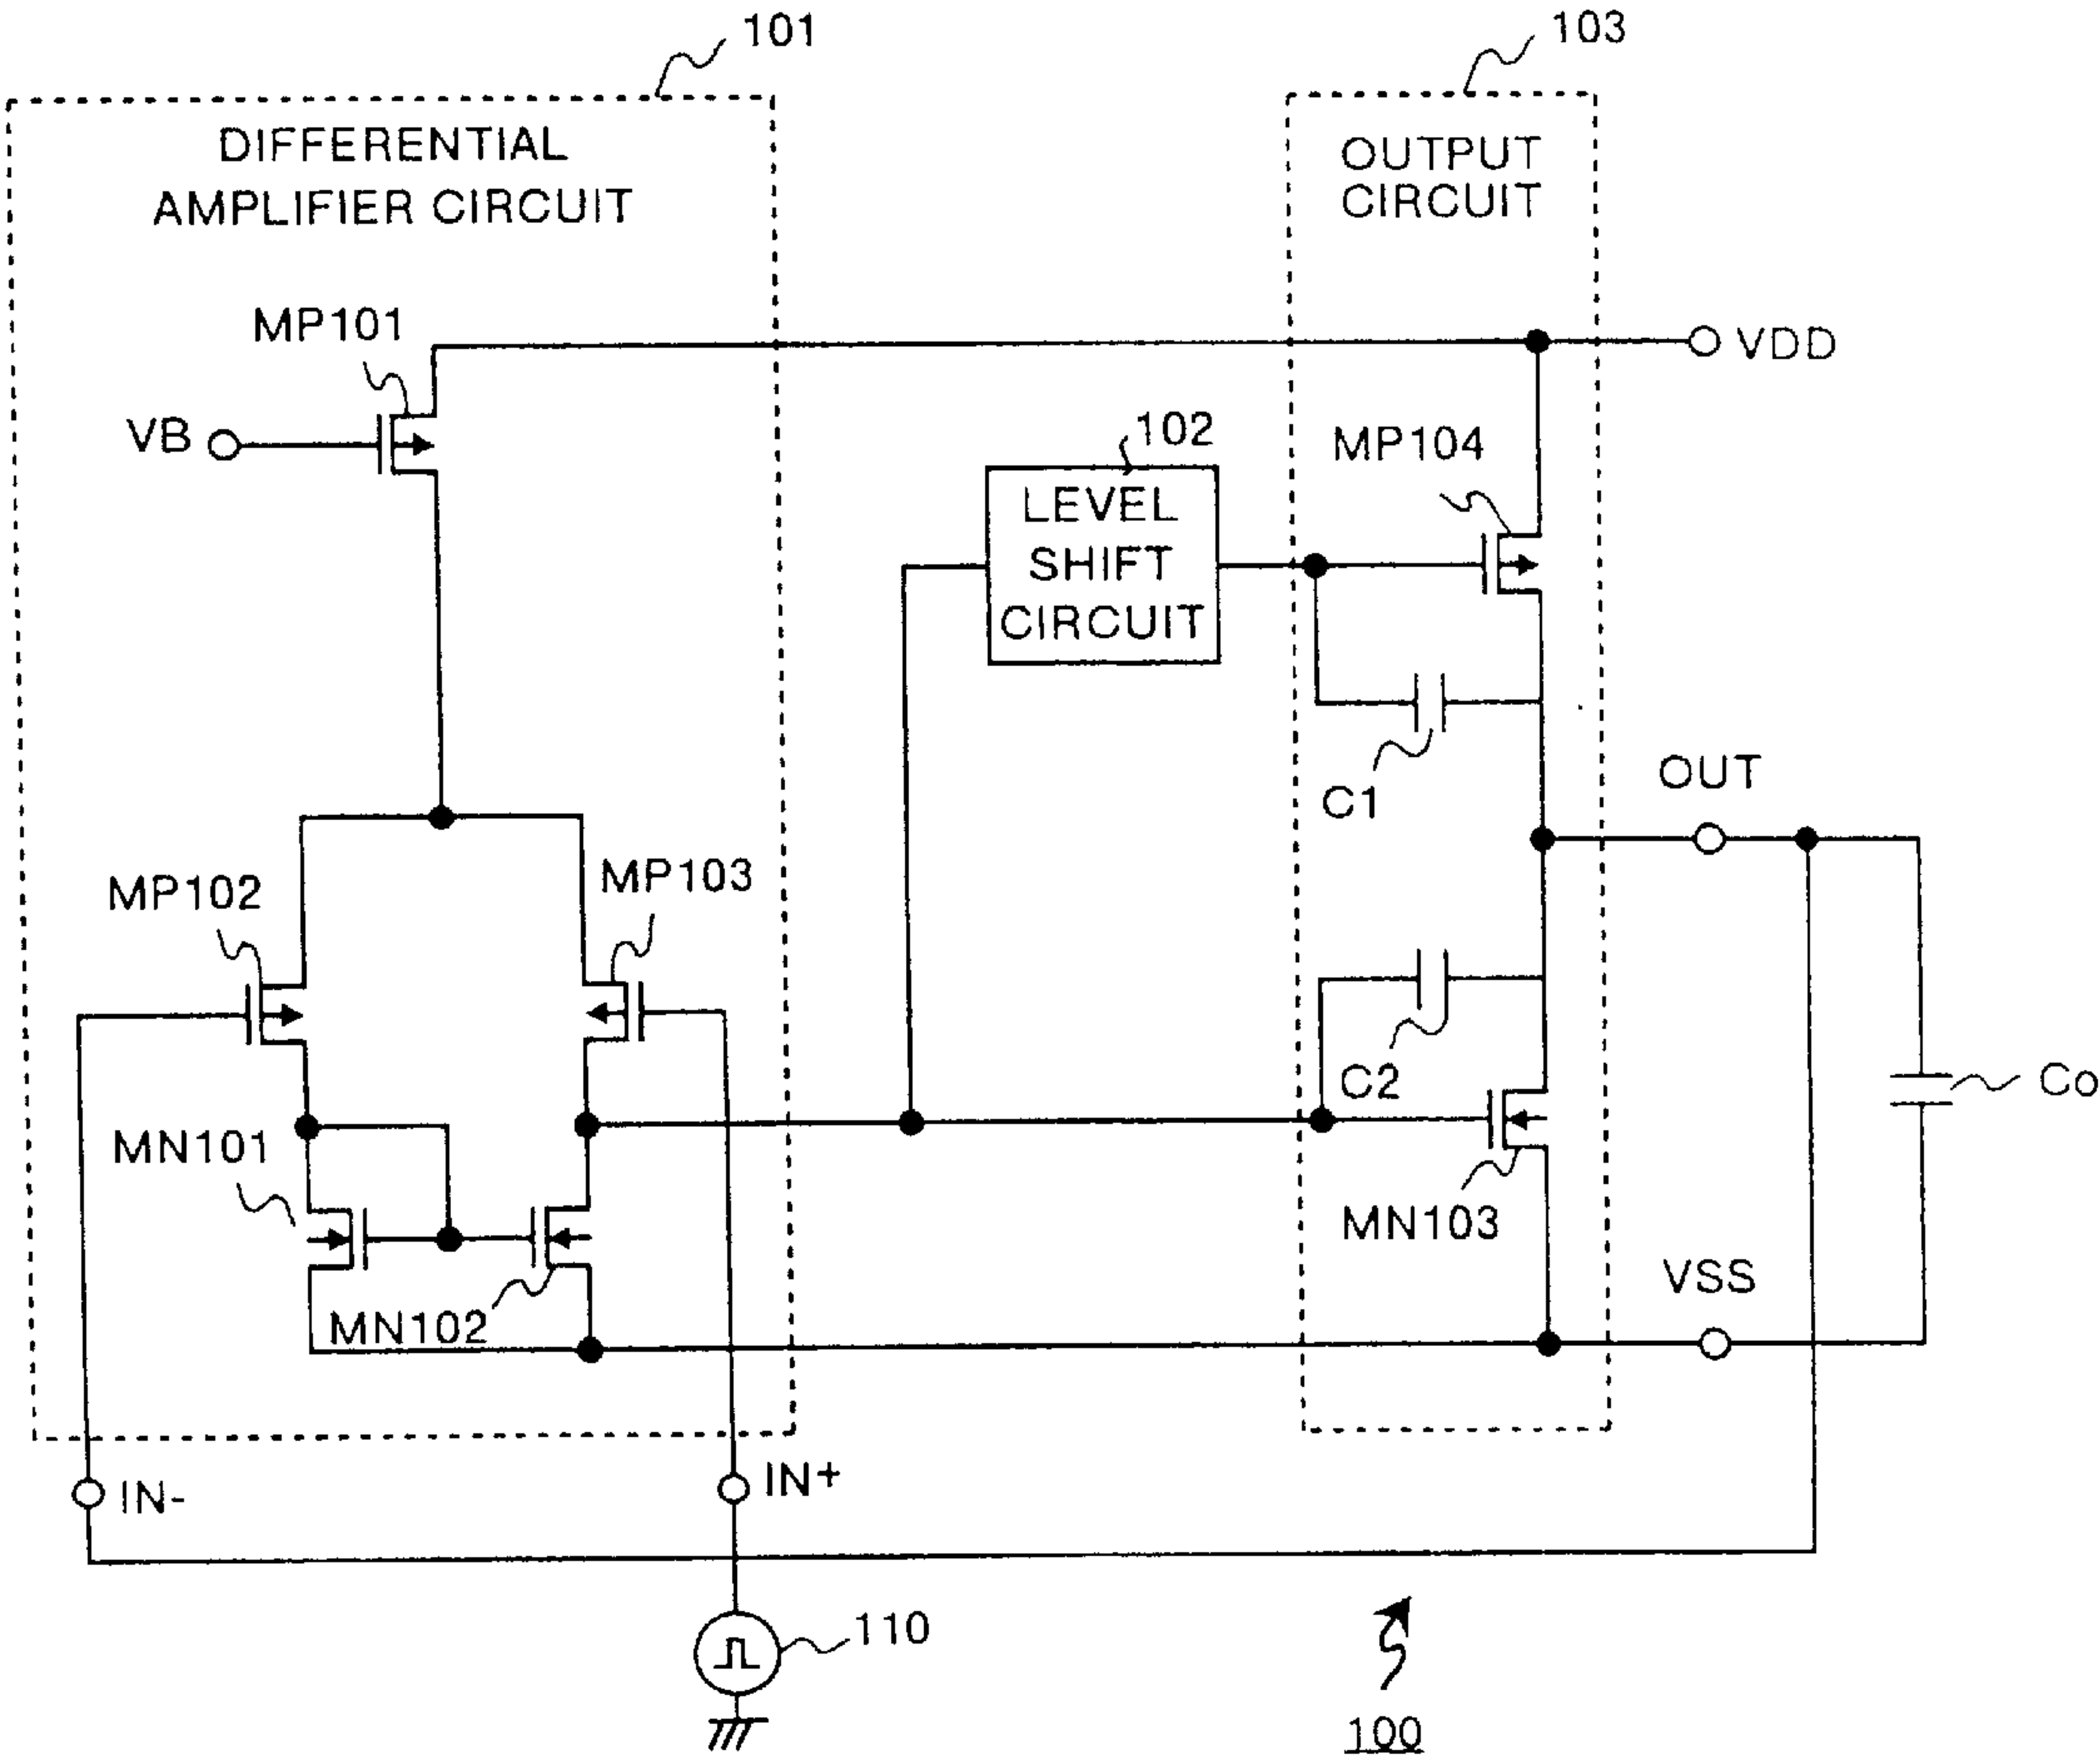 101
103
DIFFERENTIAL
AMPLIFIER CIRCUIT
OUTPUT
CIRCUIT
MP101
VDD
VB
102
MP104
LEVEL
SHIFT
CIRCUIT
C1
OUT
MP102
MP103
C2
Co
MN101
MN102
MN103
VSS
IN-
IN+
110
100